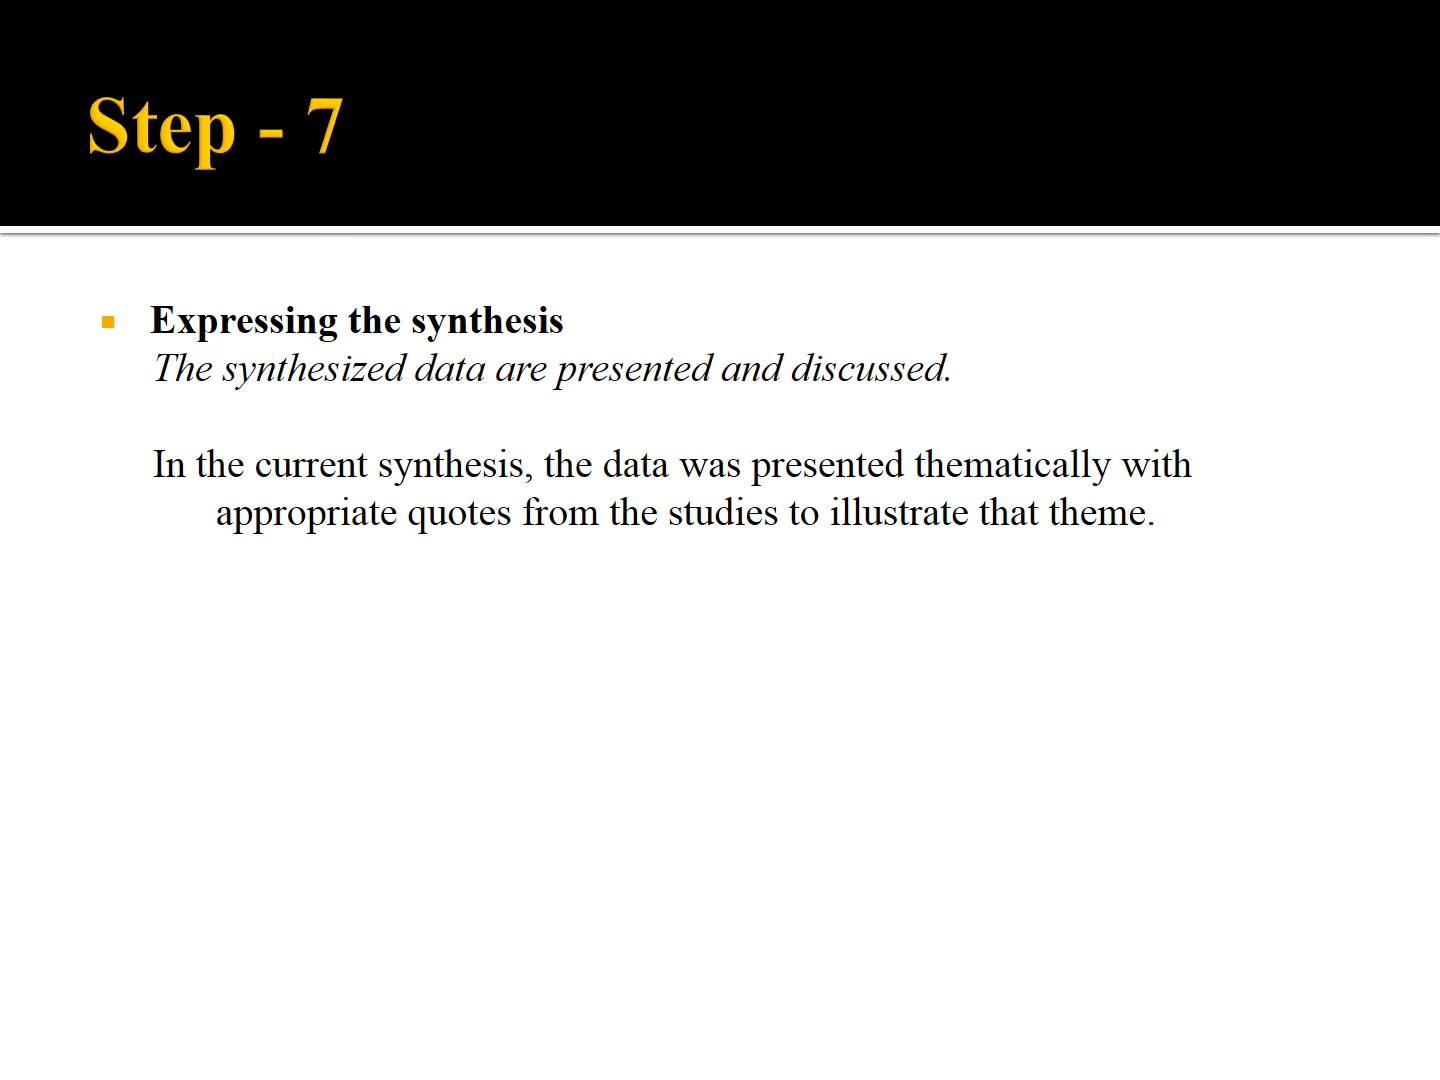 Step - 7
Expressing the synthesis
The synthesized data are presented and discussed.
In the current synthesis, the data was presented thematically with
appropriate quotes from the studies to illustrate that theme.